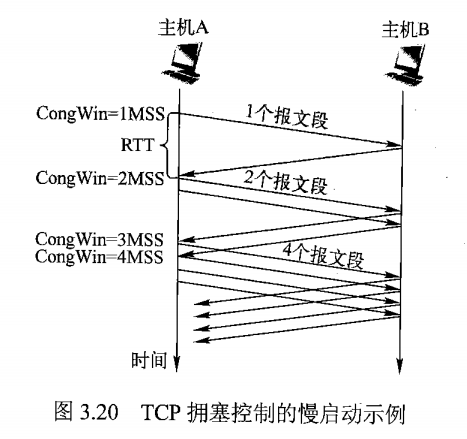 主机A
主机B
CongWin=1MSS
1个报文段
RTT
CongWin=2MSS
2个报文段
CongWin=3MSS
CongWin=4MSS
4个报文段
时间
图 3.20 TCP 拥塞控制的慢启动示例